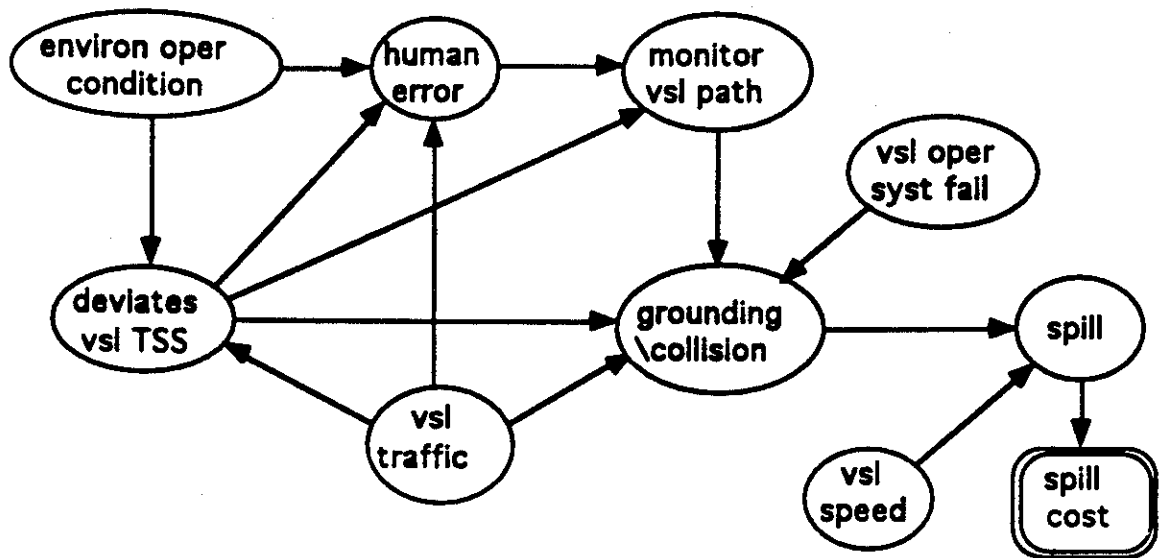 environ oper
condition
human
error
monitor
vsl path
vsl oper
syst fail
deviates
vsl TSS
grounding
\collision
spill
vsl
traffic
vsl
speed
spill
cost